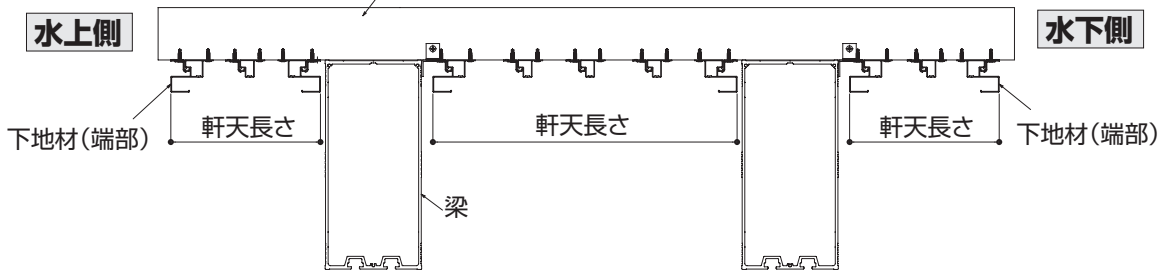 水上側
水下側
軒天長さ
軒天長さ
軒天長さ
下地材(端部)
下地材(端部)
梁